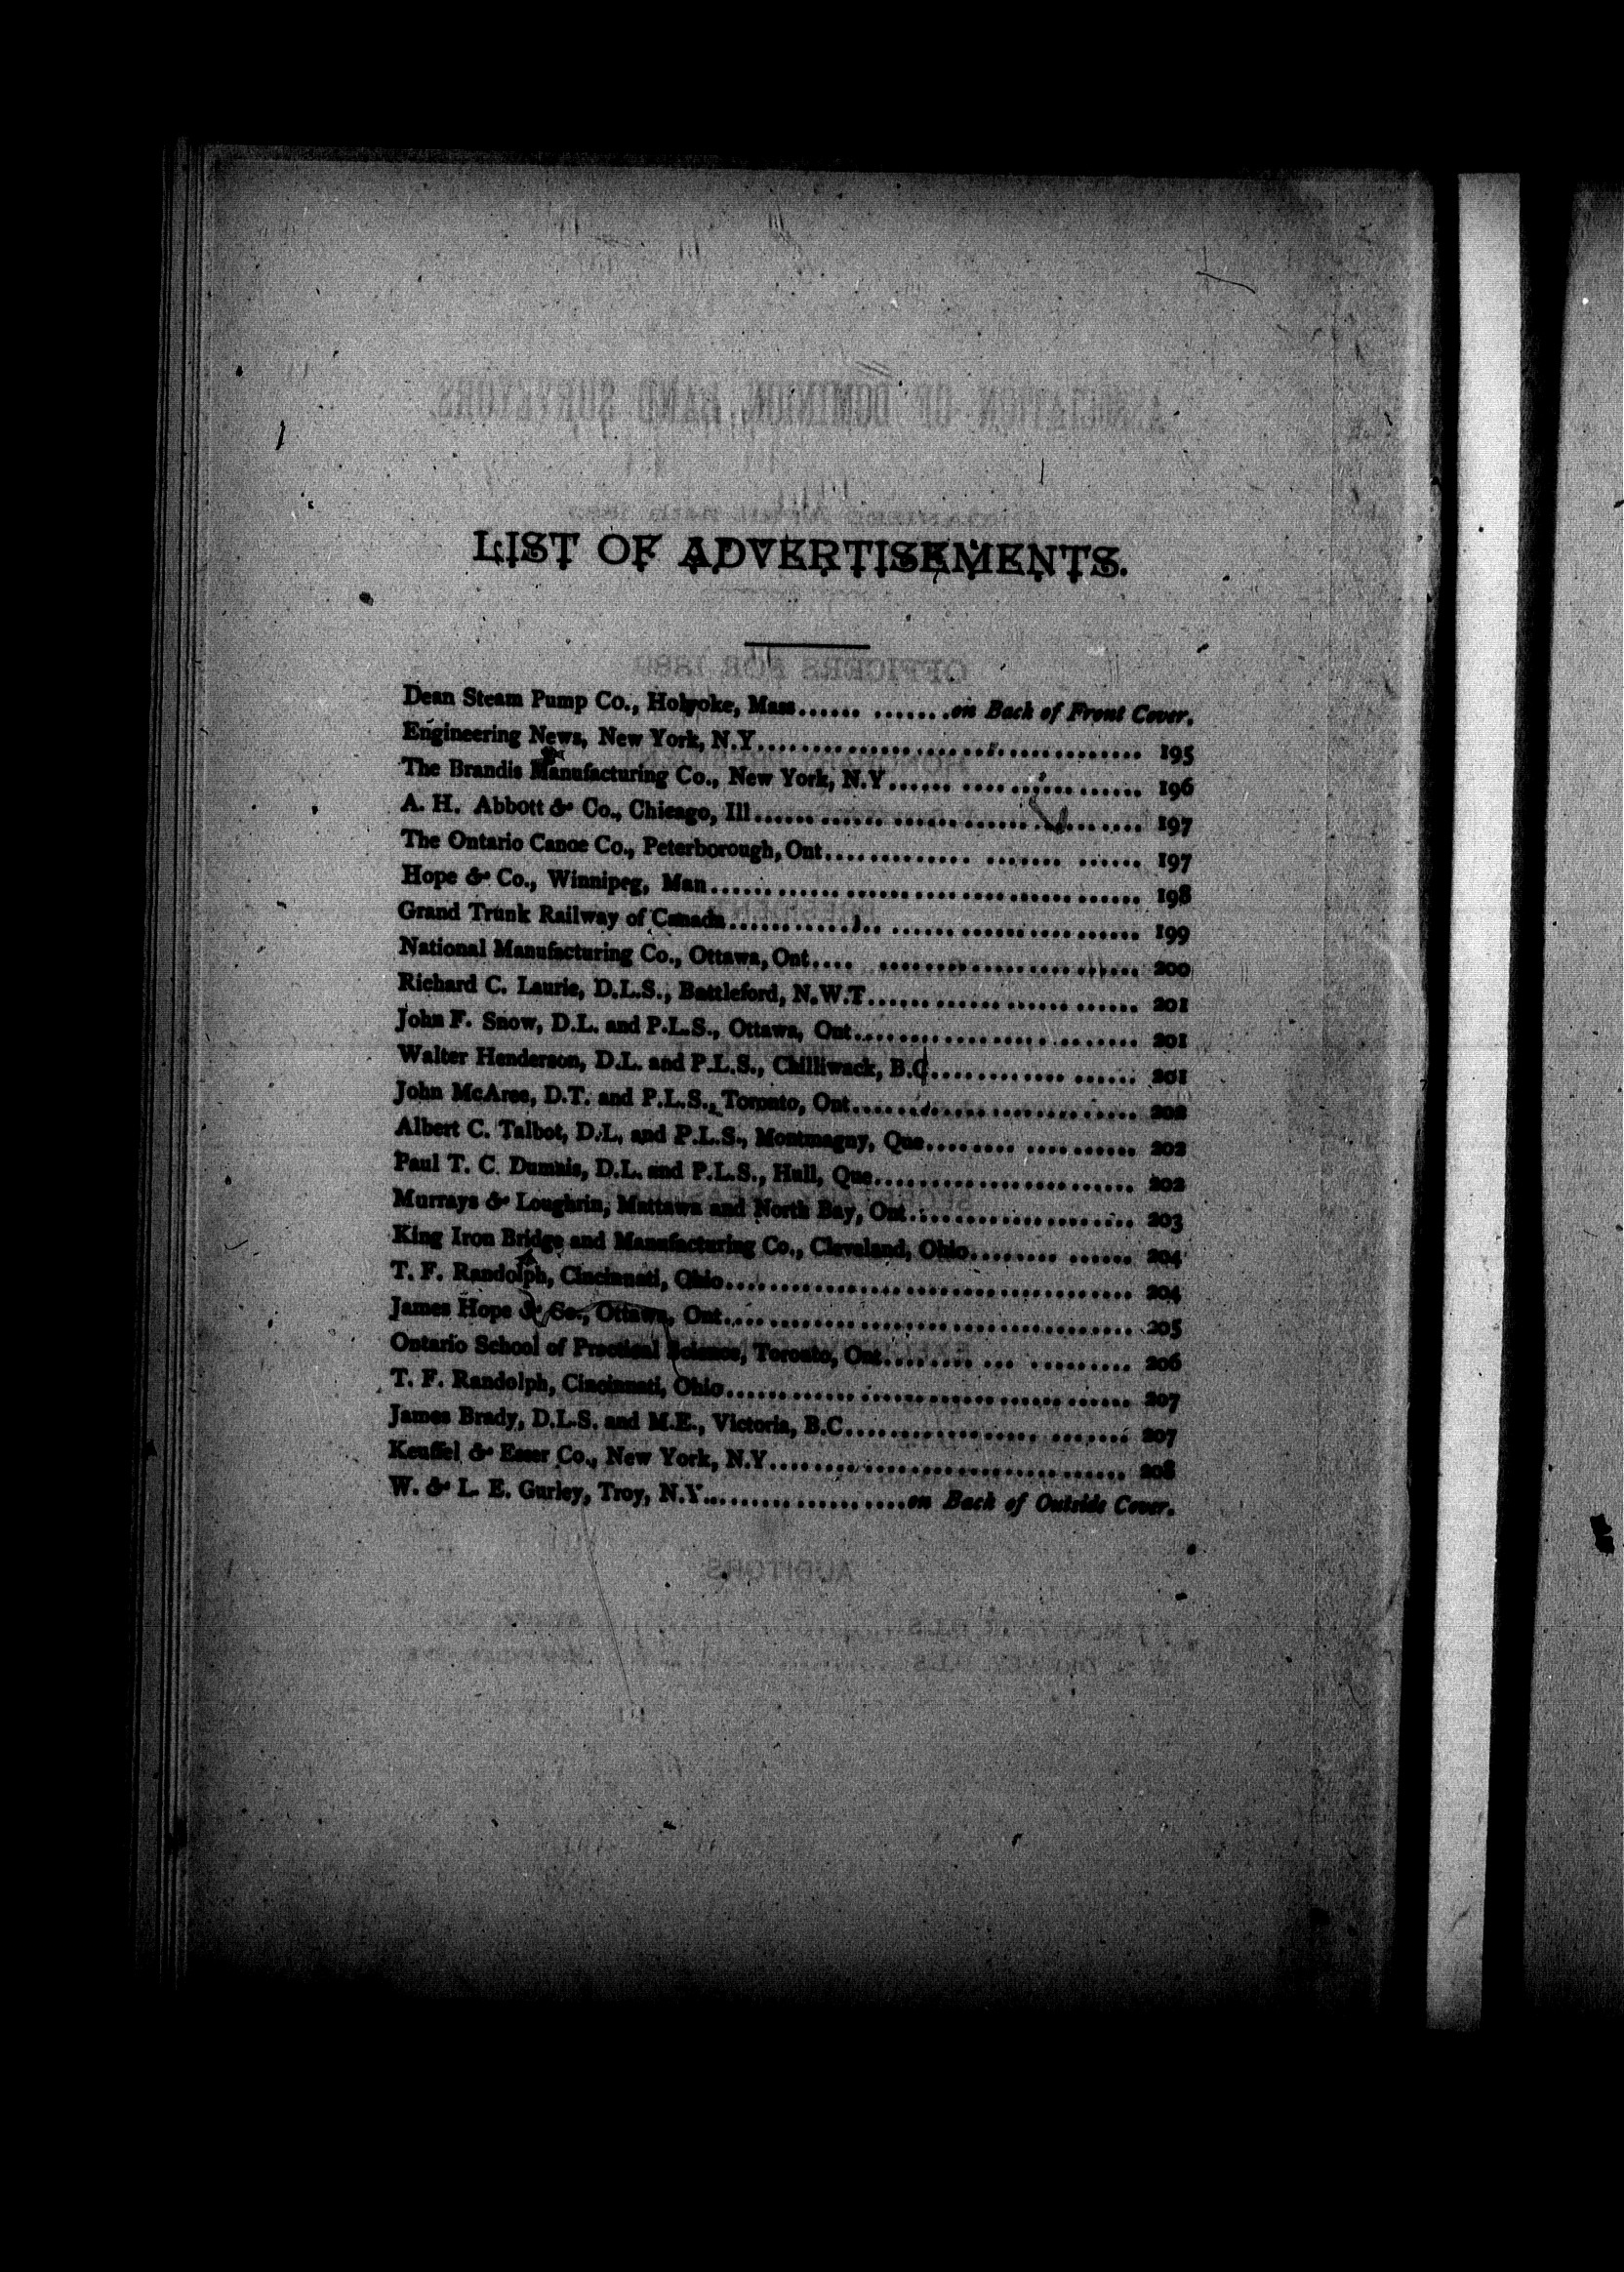 LIST OF ADVERTISEMENTS.
Dean Steam Pump Co., Holyoke, Mass...... .......on Back of Front Cover.
Engineering News, New York, N.Y.................................... 195
The Brandis Manufacturing Co., New York, N.Y...... .... ...... ...... 196
A. H. Abbott & Co., Chicago, Ill...... ...... ...... ...... ...... .... 197
The Ontario Canoe Co., Peterborough, Ont............. ....... ...... 197
Hope & Co., Winnipeg, Man....................................... 198
Grand Trunk Railway of Canada.............. ...................... 199
National Manufacturing Co., Ottawa, Ont.... ........................ 200
Richard C. Laurie, D.L.S., Battleford, N.W.T........................ 201
John F. Snow, D.L. and P.L.S., Ottawa, Ont......................... 201
Walter Henderson, D.L. and P.L.S., Chilliwack, B.C............ ...... 201
John McAree, D.T. and P.L.S., Toronto, Ont......................... 202
Albert C. Talbot, D.L. and P.L.S., Montmagny, Que........ .......... 202
Paul T. C. Dumais, D.L. and P.L.S., Hull, Que....................... 202
Murrays & Loughrin, Mattawa and North Bay, Ont.................... 203
King Iron Bridge and Manufacturing Co., Cleveland, Ohio........ ...... 204
T. F. Randolph, Cincinnati, Ohio..................................... 204
James Hope & Co., Ottawa, Ont..................................... 205
Ontario School of Practical Science, Toronto, Ont........ ... ......... 206
T. F. Randolph, Cincinnati, Ohio..................................... 207
James Brady, D.L.S. and M.E., Victoria, B.C................. ....... 207
Keuffel & Esser Co., New York, N.Y................................ 208
W. & L. E. Gurley, Troy, N.Y...................on Back of Outside Cover.